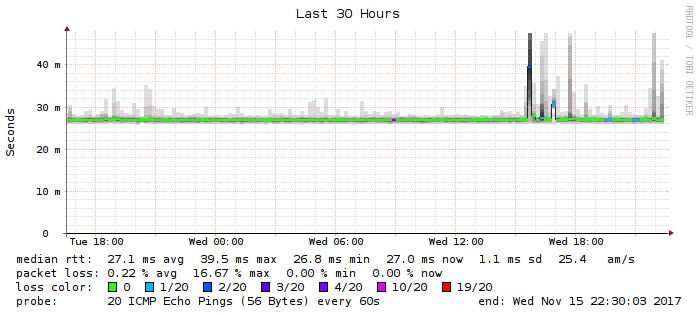 Last 30 Hours
RRDTOOL / TOBI OETIKER
Seconds
40 m
30 m
20 m
10 m
0
Tue 18:00 Wed 00:00 Wed 06:00 Wed 12:00 Wed 18:00
median rtt: 27.1 ms avg 39.5 ms max 26.8 ms min 27.0 ms now 1.1 ms sd 25.4 am/s
packet loss: 0.22 % avg 16.67 % max 0.00 % min 0.00 % now
loss color: 0 1/20 2/20 3/20 4/20 10/20 19/20
probe: 20 ICMP Echo Pings (56 Bytes) every 60s end: Wed Nov 15 22:30:03 2017